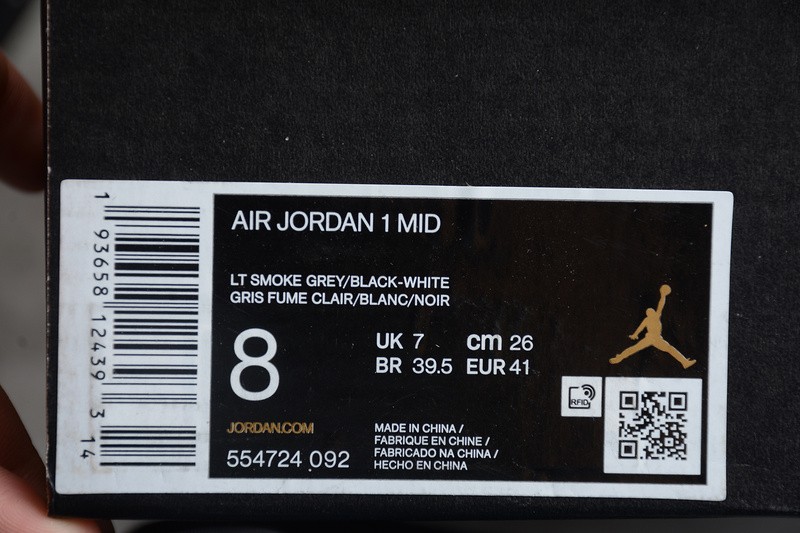 1 93658 12439 3 14
AIR JORDAN 1 MID
LT SMOKE GREY/BLACK-WHITE
GRIS FUME CLAIR/BLANC/NOIR
8
UK 7 cm 26
BR 39.5 EUR 41
RFID
JORDAN.COM
554724 092
MADE IN CHINA /
FABRIQUE EN CHINE /
FABRICADO NA CHINA /
HECHO EN CHINA